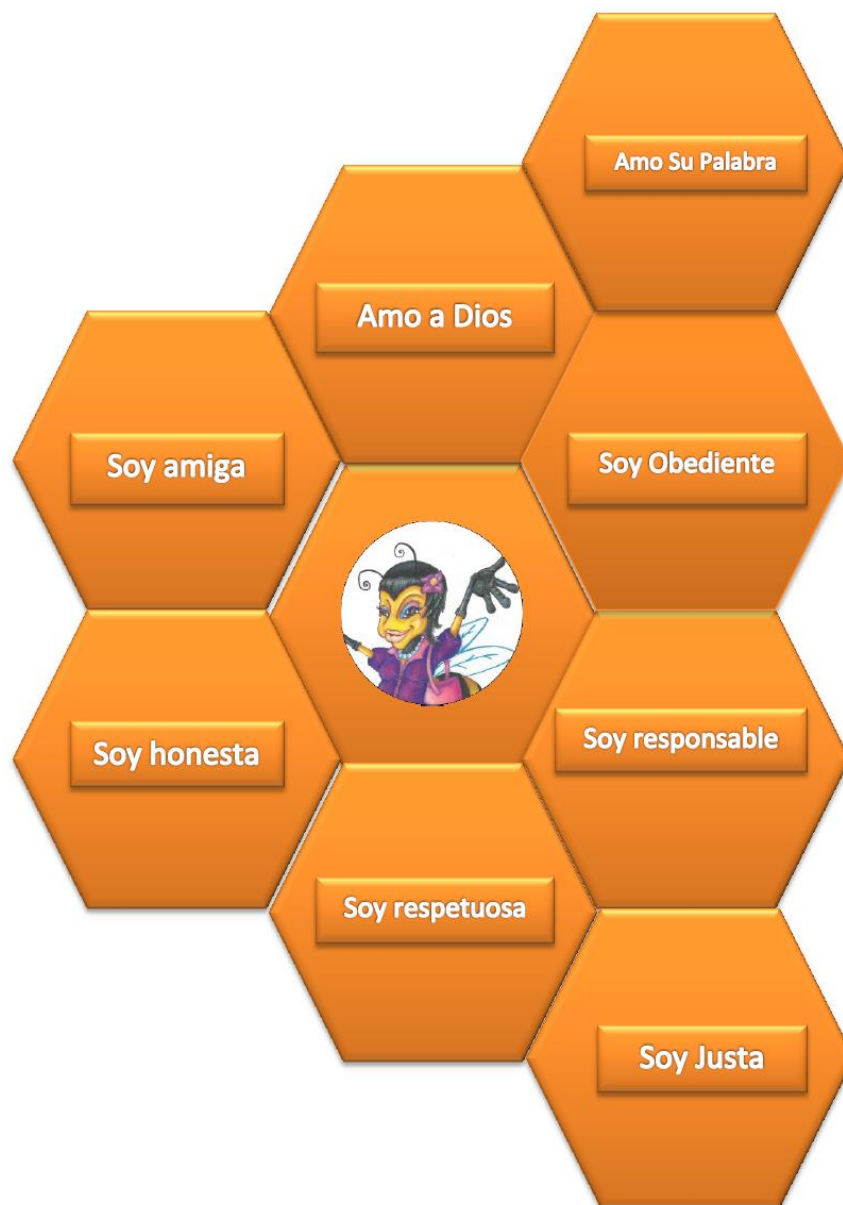 Amo Su Palabra
Amo a Dios
Soy amiga
Soy Obediente
Soy honesta
Soy responsable
Soy respetuosa
Soy Justa